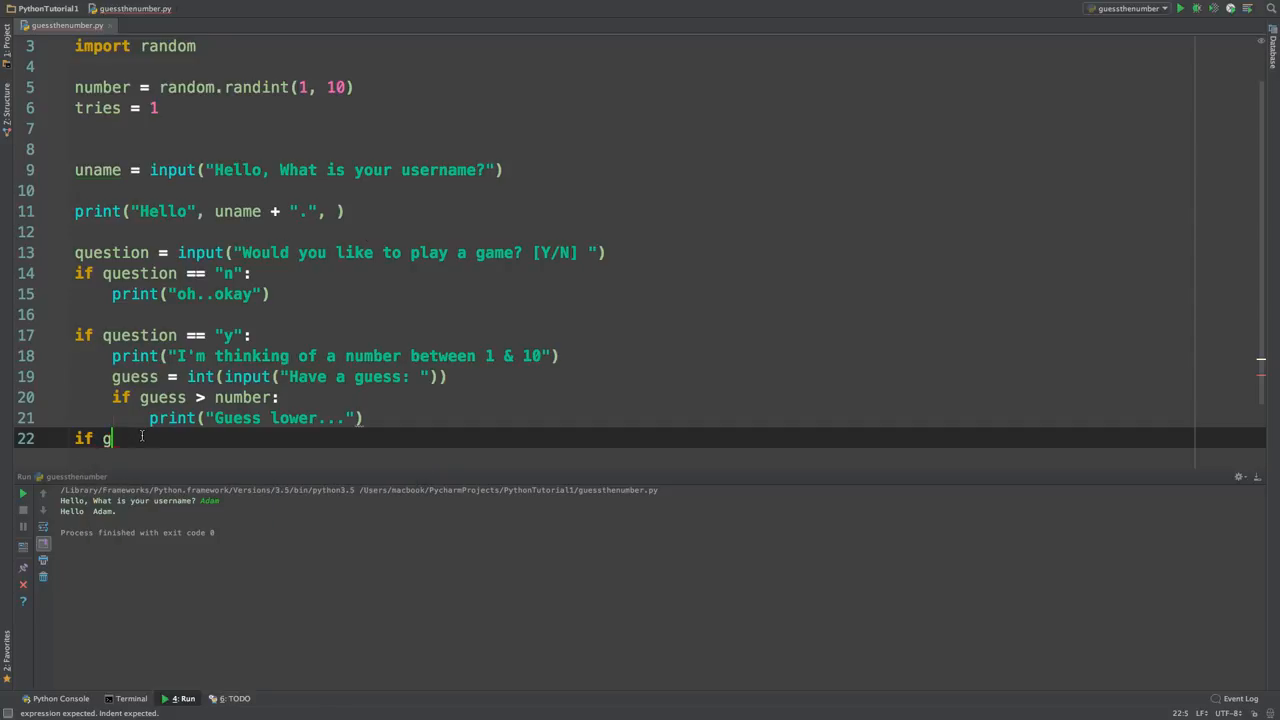 PythonTutorial1 guessthenumber.py guessthenumber
guessthenumber.py
1: Project
Z: Structure
2: Favorites
Database
3 import random
4
5 number = random.randint(1, 10)
6 tries = 1
7
8
9 uname = input("Hello, What is your username?")
10
11 print("Hello", uname + ".", )
12
13 question = input("Would you like to play a game? [Y/N] ")
14 if question == "n":
15 print("oh..okay")
16
17 if question == "y":
18 print("I'm thinking of a number between 1 & 10")
19 guess = int(input("Have a guess: "))
20 if guess > number:
21 print("Guess lower...")
22 if g
Run guessthenumber
/Library/Frameworks/Python.framework/Versions/3.5/bin/python3.5 /Users/macbook/PycharmProjects/PythonTutorial1/guessthenumber.py
Hello, What is your username? Adam
Hello  Adam.
Process finished with exit code 0
Python Console Terminal 4: Run 6: TODO Event Log
expression expected. Indent expected. 22:5 LF÷ UTF-8÷